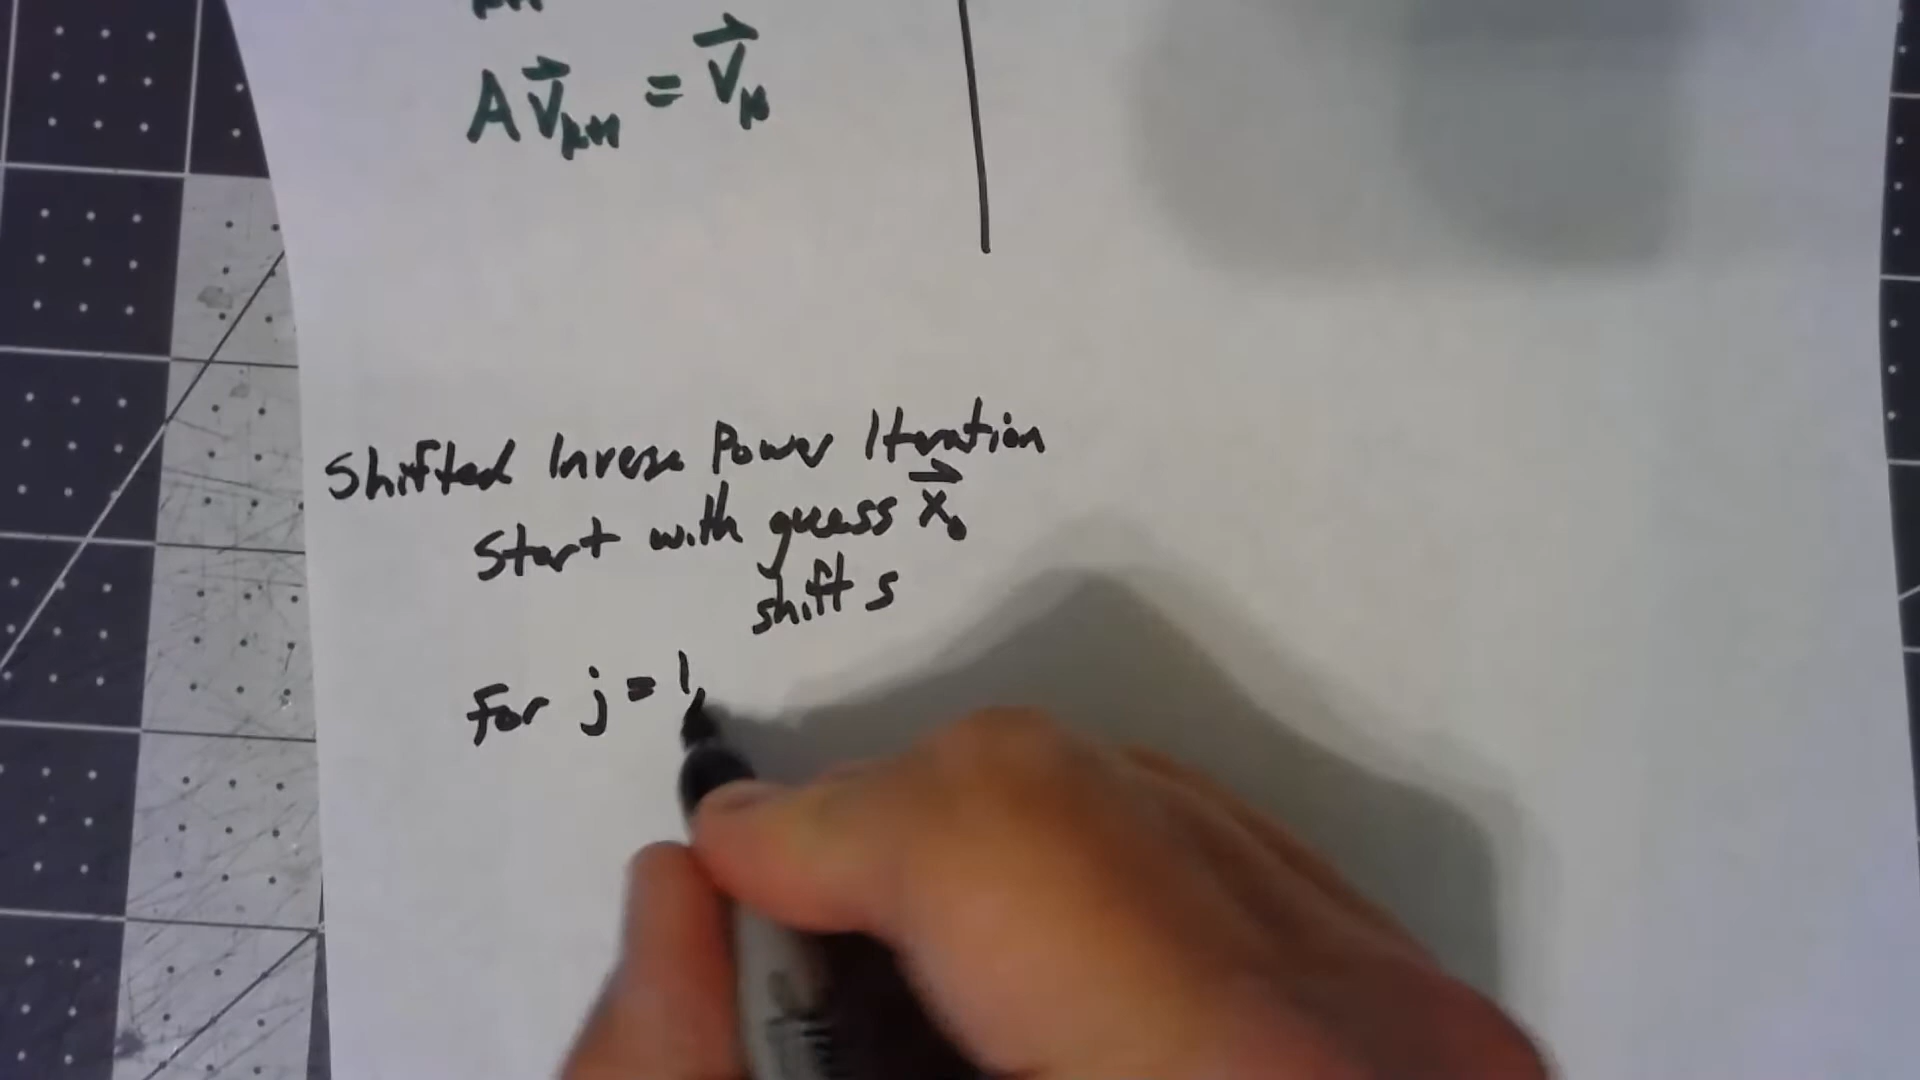 A v⃗ₖ₊₁ = v⃗ₖ
Shifted Inverse Power Iteration
Start with guess x⃗₀
shift s
For j = 1,